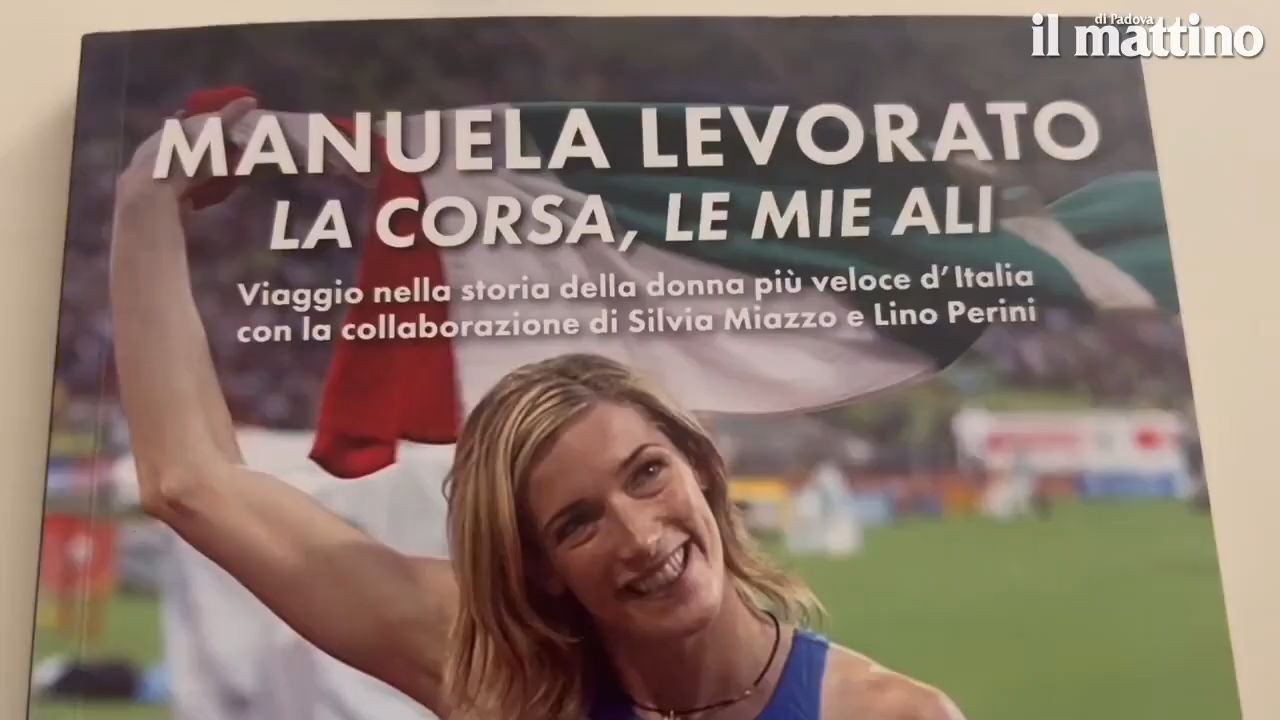 di Padova
il mattino
MANUELA LEVORATO
LA CORSA, LE MIE ALI
Viaggio nella storia della donna più veloce d'Italia
con la collaborazione di Silvia Miazzo e Lino Perini